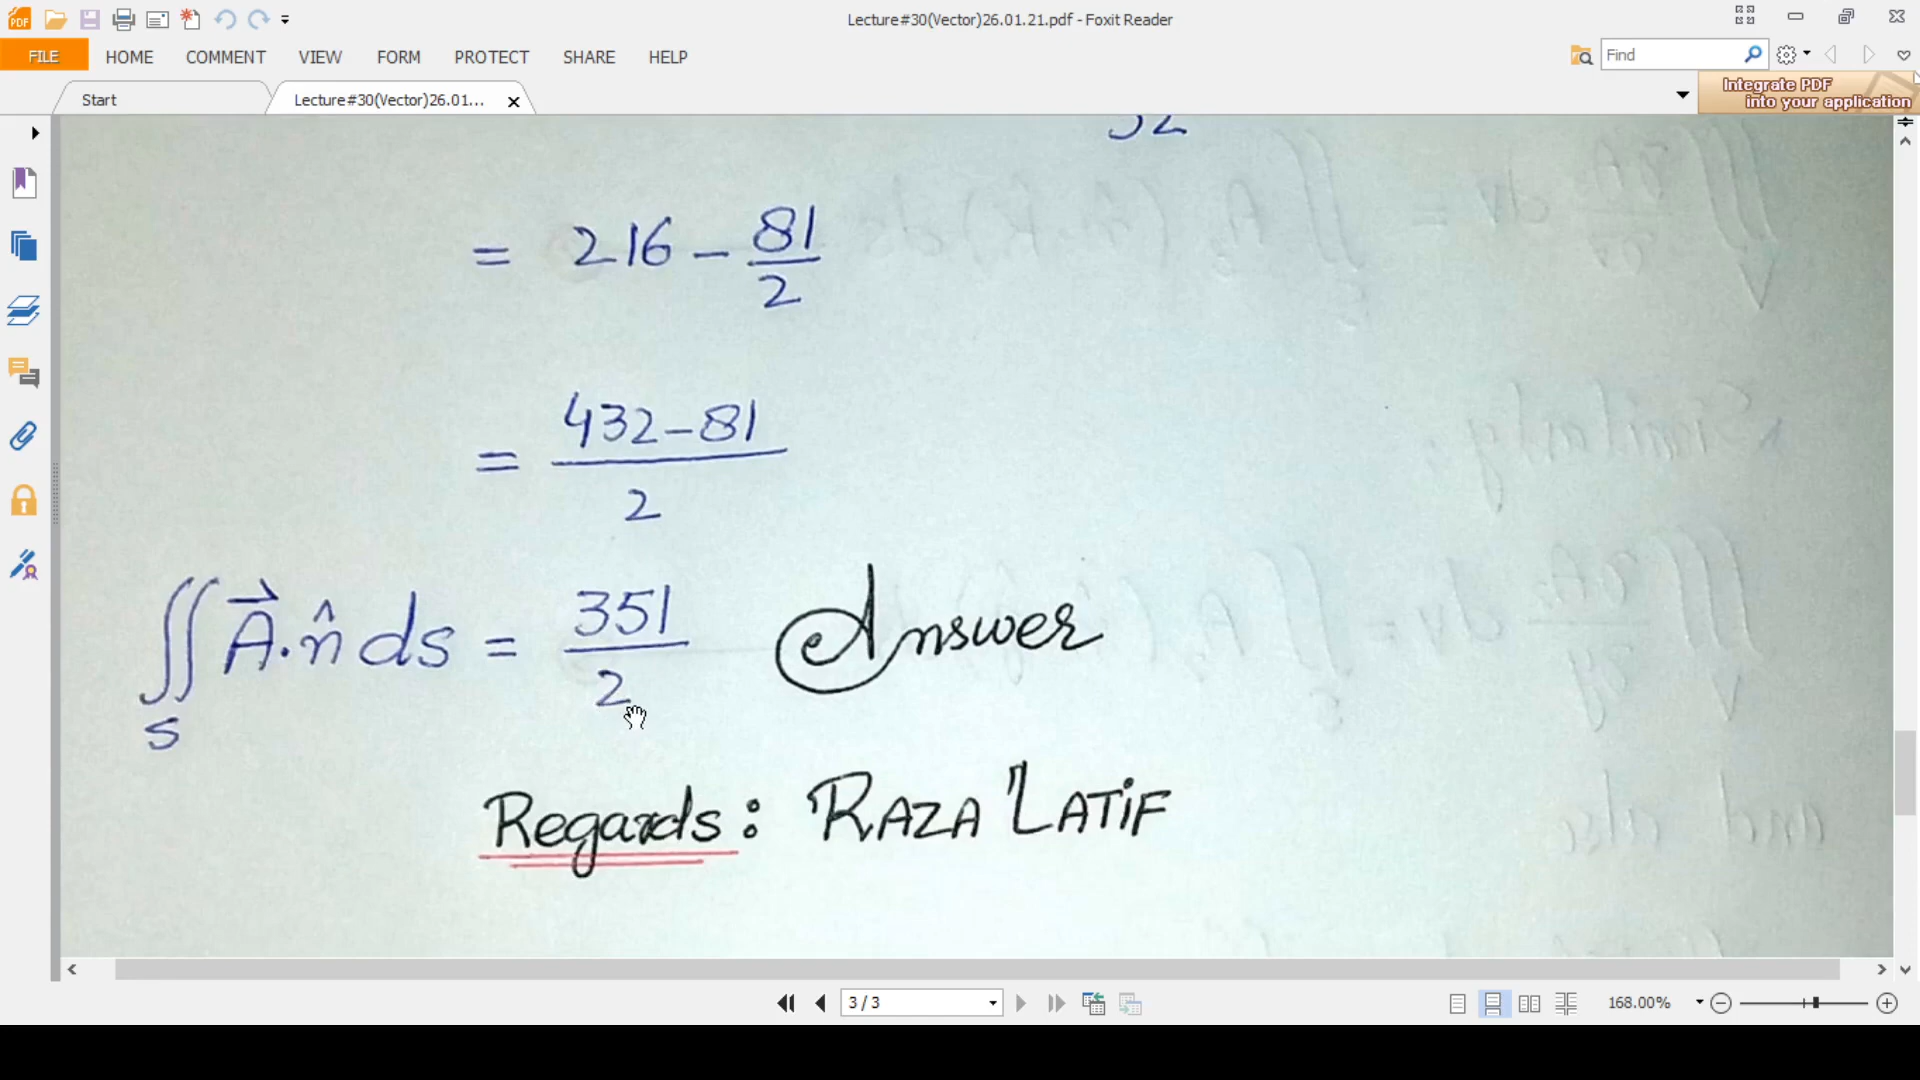 Lecture#30(Vector)26.01.21.pdf - Foxit Reader
FILE HOME COMMENT VIEW FORM PROTECT SHARE HELP
Find
Start
Lecture#30(Vector)26.01...
Integrate PDF
into your application
= 216 - 81/2
= 432-81/2
∬_S A⃗·n̂ ds = 351/2 Answer
Regards: RAZA LATIF
3 / 3
168.00%